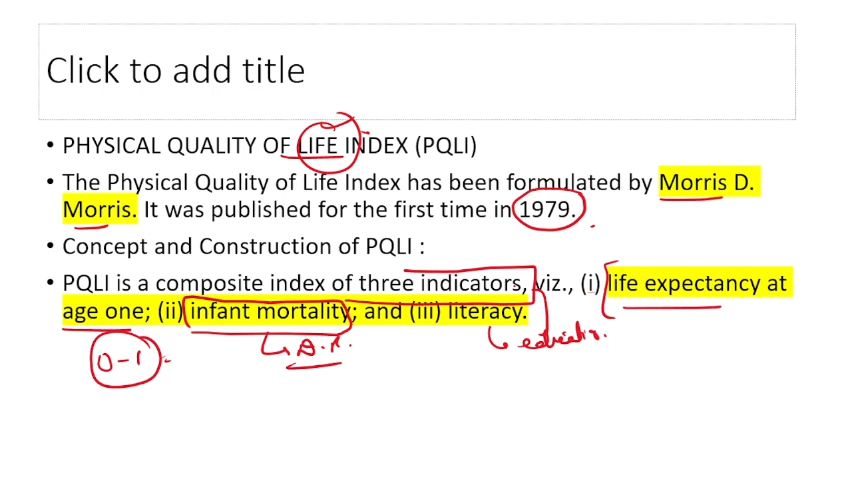 Click to add title
• PHYSICAL QUALITY OF LIFE INDEX (PQLI)
• The Physical Quality of Life Index has been formulated by Morris D.
Morris. It was published for the first time in 1979.
• Concept and Construction of PQLI :
• PQLI is a composite index of three indicators, viz., (i) life expectancy at
age one; (ii) infant mortality; and (iii) literacy.
0-1